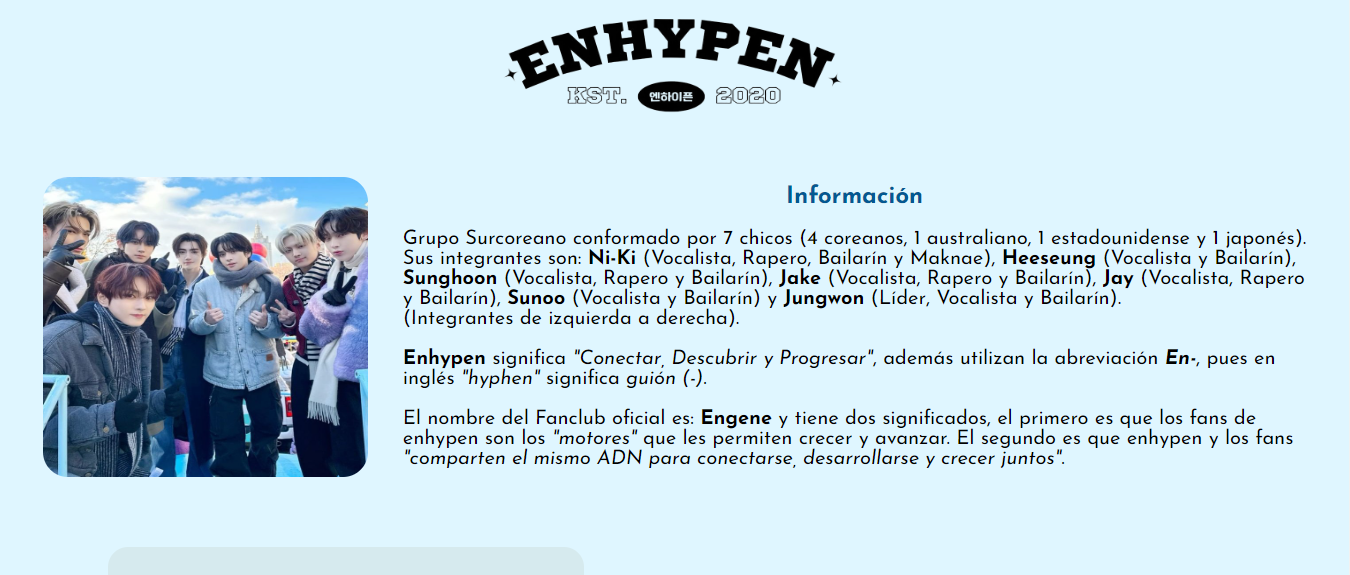 ENHYPEN
KST. 엔하이픈 2020
Información
Grupo Surcoreano conformado por 7 chicos (4 coreanos, 1 australiano, 1 estadounidense y 1 japonés).
Sus integrantes son: Ni-Ki (Vocalista, Rapero, Bailarín y Maknae), Heeseung (Vocalista y Bailarín),
Sunghoon (Vocalista, Rapero y Bailarín), Jake (Vocalista, Rapero y Bailarín), Jay (Vocalista, Rapero
y Bailarín), Sunoo (Vocalista y Bailarín) y Jungwon (Líder, Vocalista y Bailarín).
(Integrantes de izquierda a derecha).
Enhypen significa "Conectar, Descubrir y Progresar", además utilizan la abreviación En-, pues en
inglés "hyphen" significa guión (-).
El nombre del Fanclub oficial es: Engene y tiene dos significados, el primero es que los fans de
enhypen son los "motores" que les permiten crecer y avanzar. El segundo es que enhypen y los fans
"comparten el mismo ADN para conectarse, desarrollarse y crecer juntos".